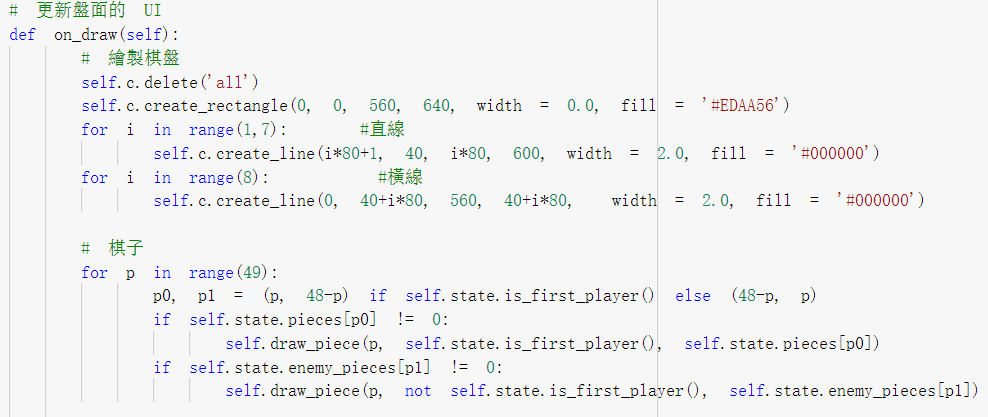 # 更新盤面的 UI
def on_draw(self):
# 繪製棋盤
self.c.delete('all')
self.c.create_rectangle(0, 0, 560, 640, width = 0.0, fill = '#EDAA56')
for i in range(1,7): #直線
self.c.create_line(i*80+1, 40, i*80, 600, width = 2.0, fill = '#000000')
for i in range(8): #橫線
self.c.create_line(0, 40+i*80, 560, 40+i*80, width = 2.0, fill = '#000000')
# 棋子
for p in range(49):
p0, p1 = (p, 48-p) if self.state.is_first_player() else (48-p, p)
if self.state.pieces[p0] != 0:
self.draw_piece(p, self.state.is_first_player(), self.state.pieces[p0])
if self.state.enemy_pieces[p1] != 0:
self.draw_piece(p, not self.state.is_first_player(), self.state.enemy_pieces[p1])